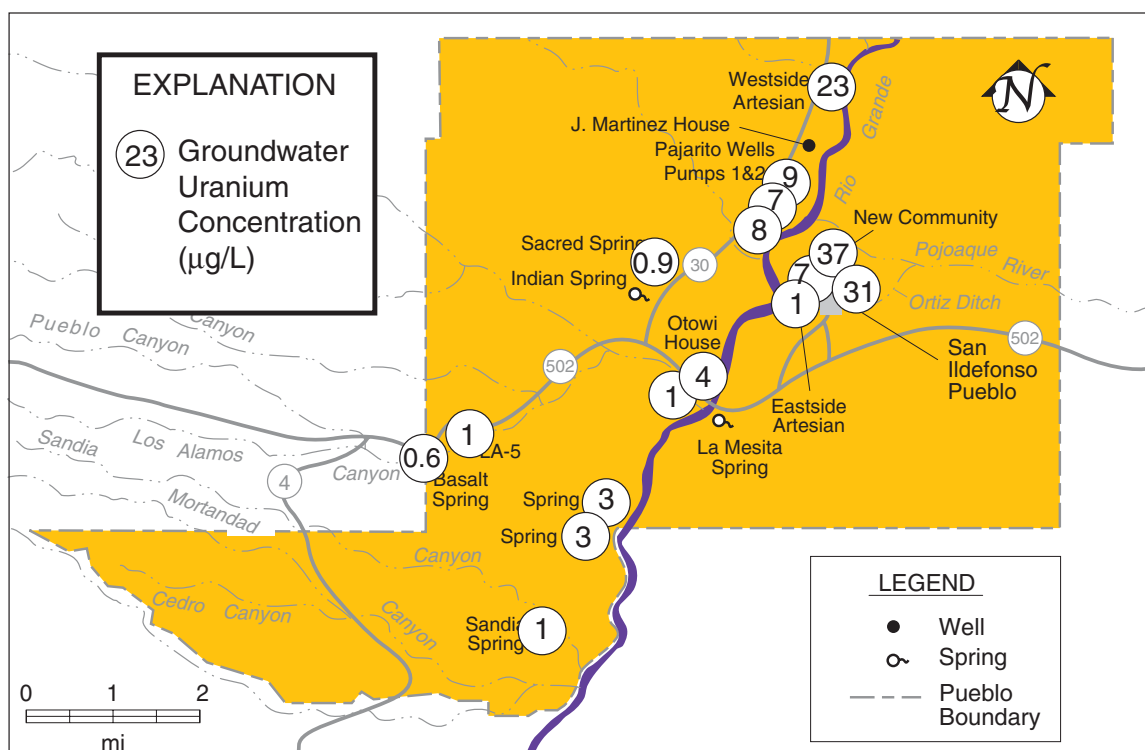 EXPLANATION
23
Groundwater
Uranium
Concentration
(µg/L)
N
Westside
Artesian
23
Grande
J. Martinez House
Pajarito Wells
Pumps 1&2
9
7
8
Rio
New Community
37
Pojoaque
River
7
31
1
Ortiz Ditch
Sacred Spring
0.9
30
Indian Spring
Otowi
House
4
1
502
502
San
Ildefonso
Pueblo
Eastside
Artesian
La Mesita
Spring
Canyon
Pueblo Canyon
Sandia
Los Alamos
Canyon
4
Mortandad
1
LA-5
0.6
Basalt
Spring
Spring
3
Spring
3
Canyon
Cedro Canyon
Canyon
Sandia
Spring
1
0 1 2
mi
LEGEND
Well
Spring
Pueblo
Boundary